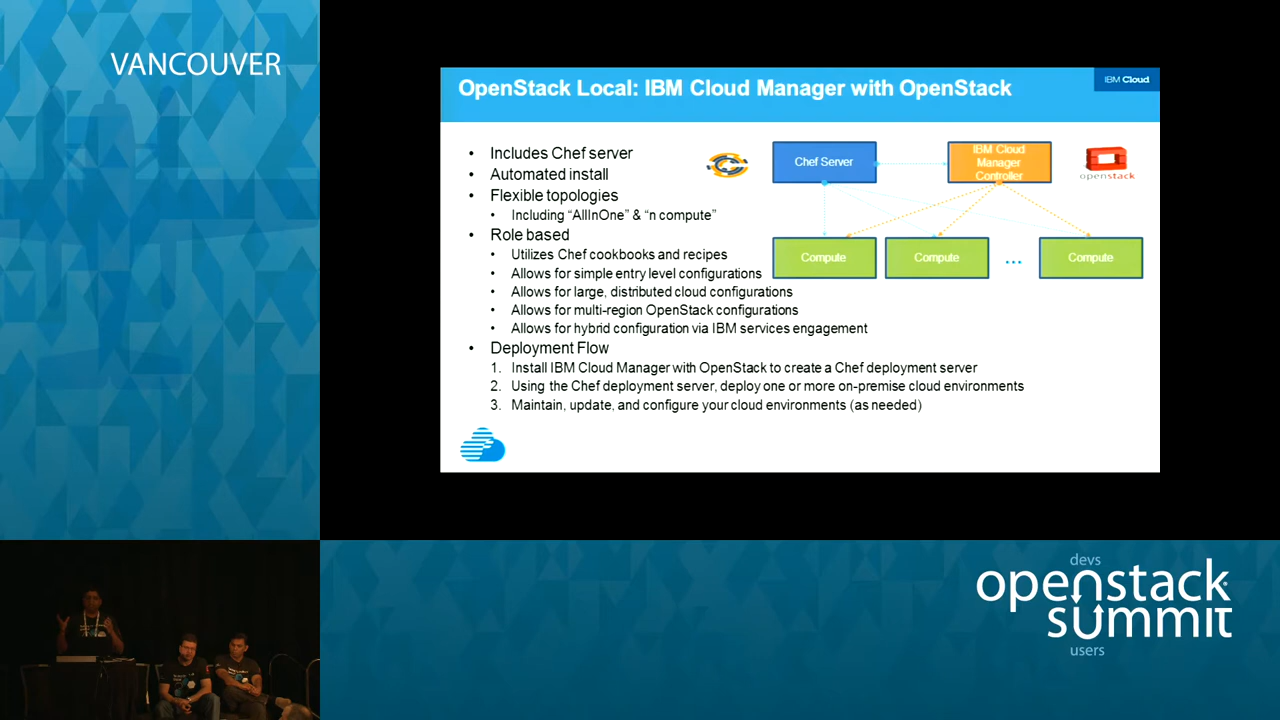 VANCOUVER
OpenStack Local: IBM Cloud Manager with OpenStack
IBM Cloud
• Includes Chef server
• Automated install
• Flexible topologies
• Including “AllInOne” & “n compute”
• Role based
• Utilizes Chef cookbooks and recipes
• Allows for simple entry level configurations
• Allows for large, distributed cloud configurations
• Allows for multi-region OpenStack configurations
• Allows for hybrid configuration via IBM services engagement
• Deployment Flow
1. Install IBM Cloud Manager with OpenStack to create a Chef deployment server
2. Using the Chef deployment server, deploy one or more on-premise cloud environments
3. Maintain, update, and configure your cloud environments (as needed)
Chef Server
IBM Cloud
Manager
Controller
openstack
Compute
Compute
...
Compute
devs
openstack
summit
users